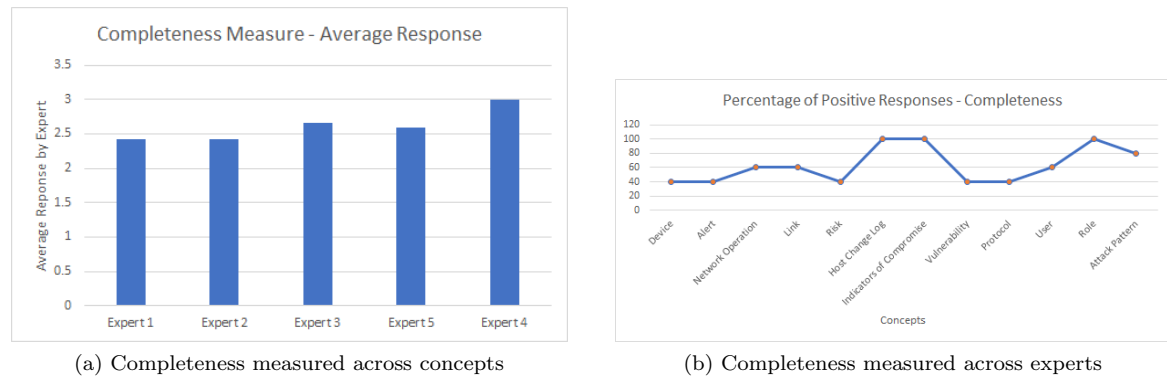 Completeness Measure - Average Response
3.5
3
2.5
2
1.5
1
0.5
0
Average Reponse by Expert
Expert 1
Expert 2
Expert 3
Expert 5
Expert 4
(a) Completeness measured across concepts
Percentage of Positive Responses - Completeness
120
100
80
60
40
20
0
Device
Alert
Network Operation
Link
Risk
Host Change Log
Indicators of Compromise
Vulnerability
Protocol
User
Role
Attack Pattern
Concepts
(b) Completeness measured across experts